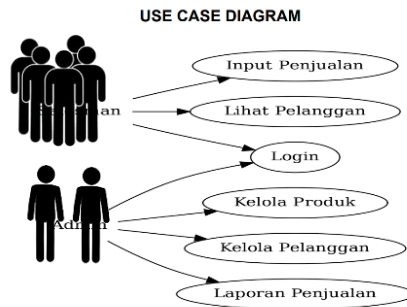 USE CASE DIAGRAM
Input Penjualan
Lihat Pelanggan
Login
Admin
Kelola Produk
Kelola Pelanggan
Laporan Penjualan